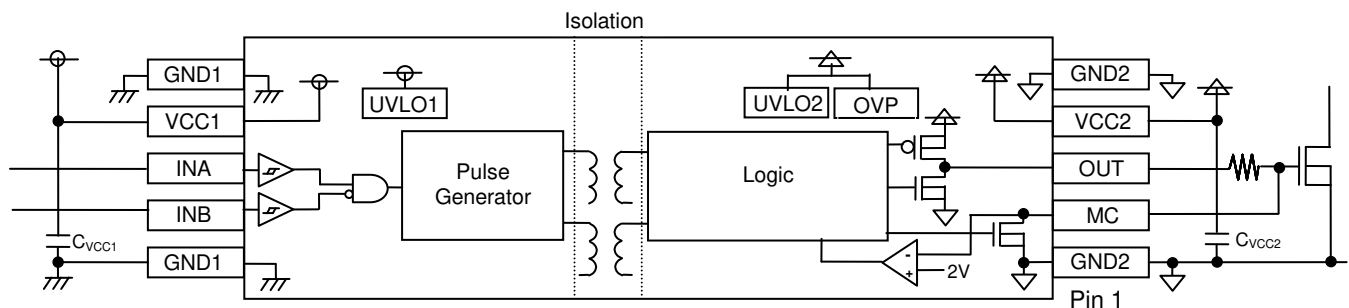 Isolation
GND1
UVLO1
UVLO2
OVP
GND2
VCC1
VCC2
INA
Pulse
Generator
Logic
OUT
INB
MC
CVCC1
GND1
-
+
2V
GND2
CVCC2
Pin 1